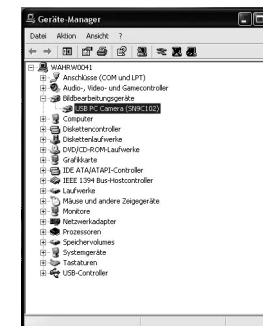 Geräte-Manager
Datei Aktion Ansicht ?
WAHRW0041
Anschlüsse (COM und LPT)
Audio-, Video- und Gamecontroller
Bildbearbeitungsgeräte
USB PC Camera (SN9C102)
Computer
Diskettencontroller
Diskettenlaufwerke
DVD/CD-ROM-Laufwerke
Grafikkarte
IDE ATA/ATAPI-Controller
IEEE 1394 Bus-Hostcontroller
Laufwerke
Mäuse und andere Zeigegeräte
Monitore
Netzwerkadapter
Prozessoren
Speichervolumes
Systemgeräte
Tastaturen
USB-Controller